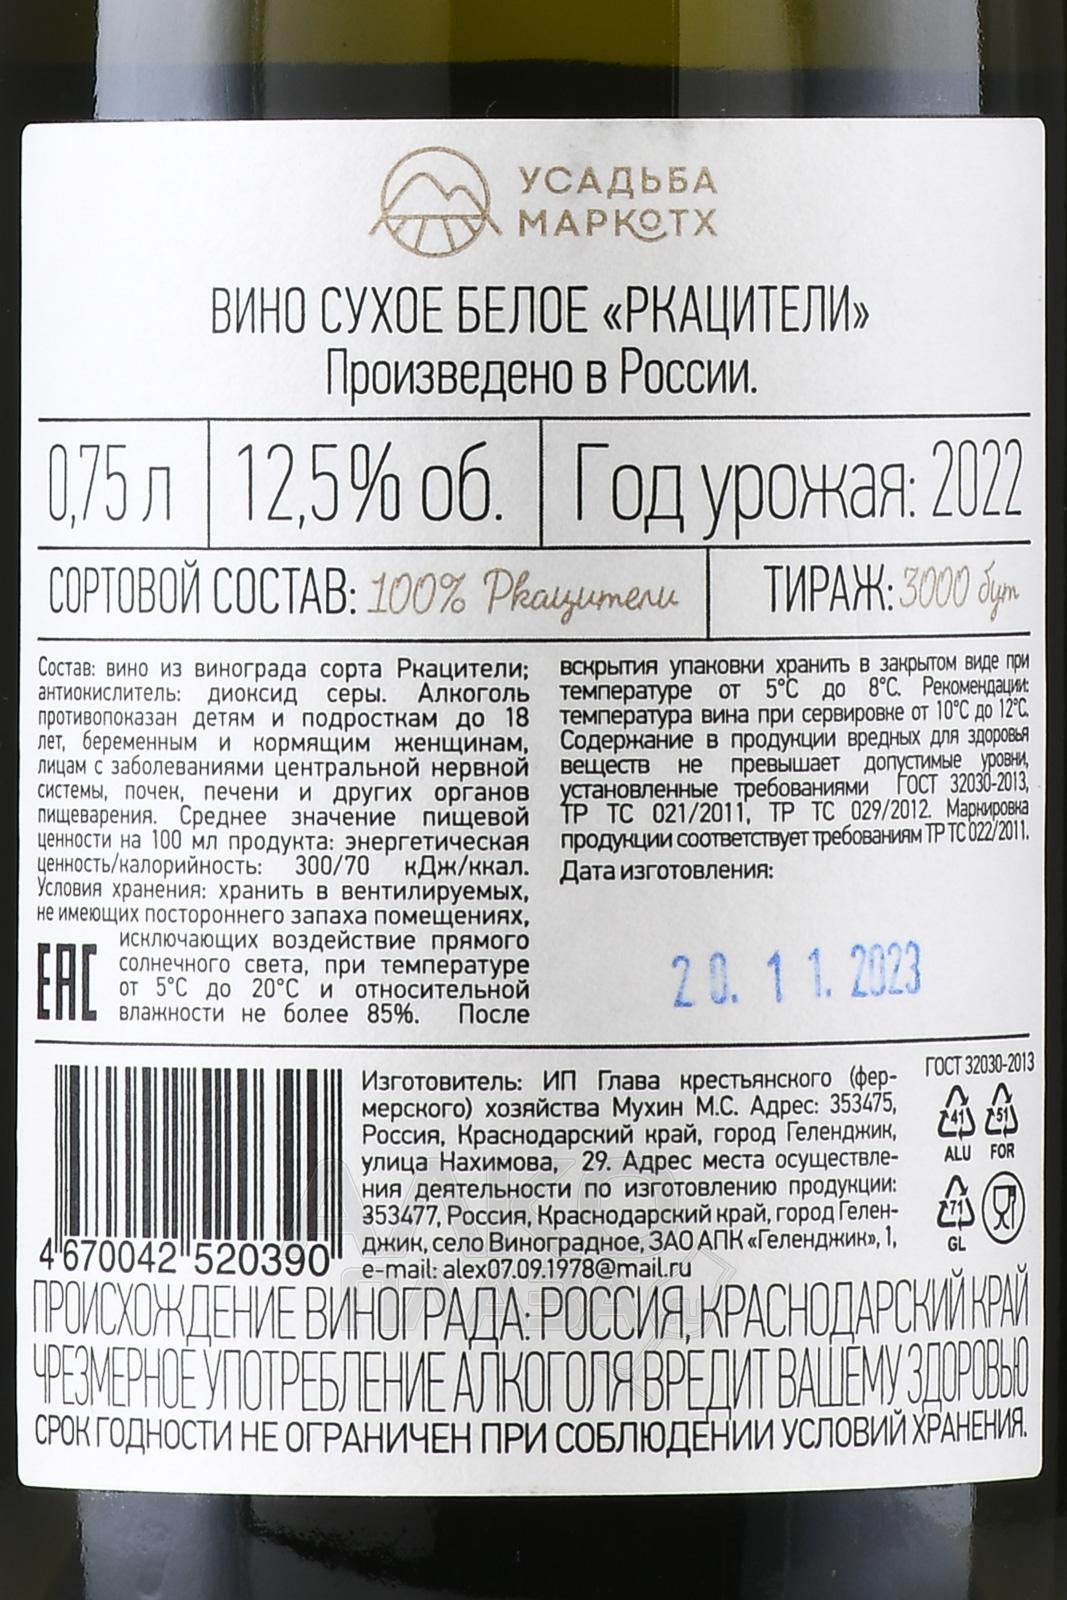 УСАДЬБА
МАРКОТХ
ВИНО СУХОЕ БЕЛОЕ «РКАЦИТЕЛИ»
Произведено в России.
0,75 л
12,5% об.
Год урожая: 2022
СОРТОВОЙ СОСТАВ: 100% Ркацители
ТИРАЖ: 3000 бут
Состав: вино из винограда сорта Ркацители;
антиокислитель: диоксид серы. Алкоголь
противопоказан детям и подросткам до 18
лет, беременным и кормящим женщинам,
лицам с заболеваниями центральной нервной
системы, почек, печени и других органов
пищеварения. Среднее значение пищевой
ценности на 100 мл продукта: энергетическая
ценность/калорийность: 300/70 кДж/ккал.
Условия хранения: хранить в вентилируемых,
не имеющих постороннего запаха помещениях,
исключающих воздействие прямого
солнечного света, при температуре
от 5°С до 20°С и относительной
влажности не более 85%. После
EAC
вскрытия упаковки хранить в закрытом виде при
температуре от 5°С до 8°С. Рекомендации:
температура вина при сервировке от 10°С до 12°С.
Содержание в продукции вредных для здоровья
веществ не превышает допустимые уровни,
установленные требованиями ГОСТ 32030-2013,
ТР ТС 021/2011, ТР ТС 029/2012. Маркировка
продукции соответствует требованиям ТР ТС 022/2011.
Дата изготовления:
20.11.2023
4 670042 520390
Изготовитель: ИП Глава крестьянского (фер-
мерского) хозяйства Мухин М.С. Адрес: 353475,
Россия, Краснодарский край, город Геленджик,
улица Нахимова, 29. Адрес места осуществле-
ния деятельности по изготовлению продукции:
353477, Россия, Краснодарский край, город Гелен-
джик, село Виноградное, ЗАО АПК «Геленджик», 1,
e-mail: alex07.09.1978@mail.ru
ГОСТ 32030-2013
41 51
ALU FOR
71
GL
ПРОИСХОЖДЕНИЕ ВИНОГРАДА: РОССИЯ, КРАСНОДАРСКИЙ КРАЙ
ЧРЕЗМЕРНОЕ УПОТРЕБЛЕНИЕ АЛКОГОЛЯ ВРЕДИТ ВАШЕМУ ЗДОРОВЬЮ
СРОК ГОДНОСТИ НЕ ОГРАНИЧЕН ПРИ СОБЛЮДЕНИИ УСЛОВИЙ ХРАНЕНИЯ.